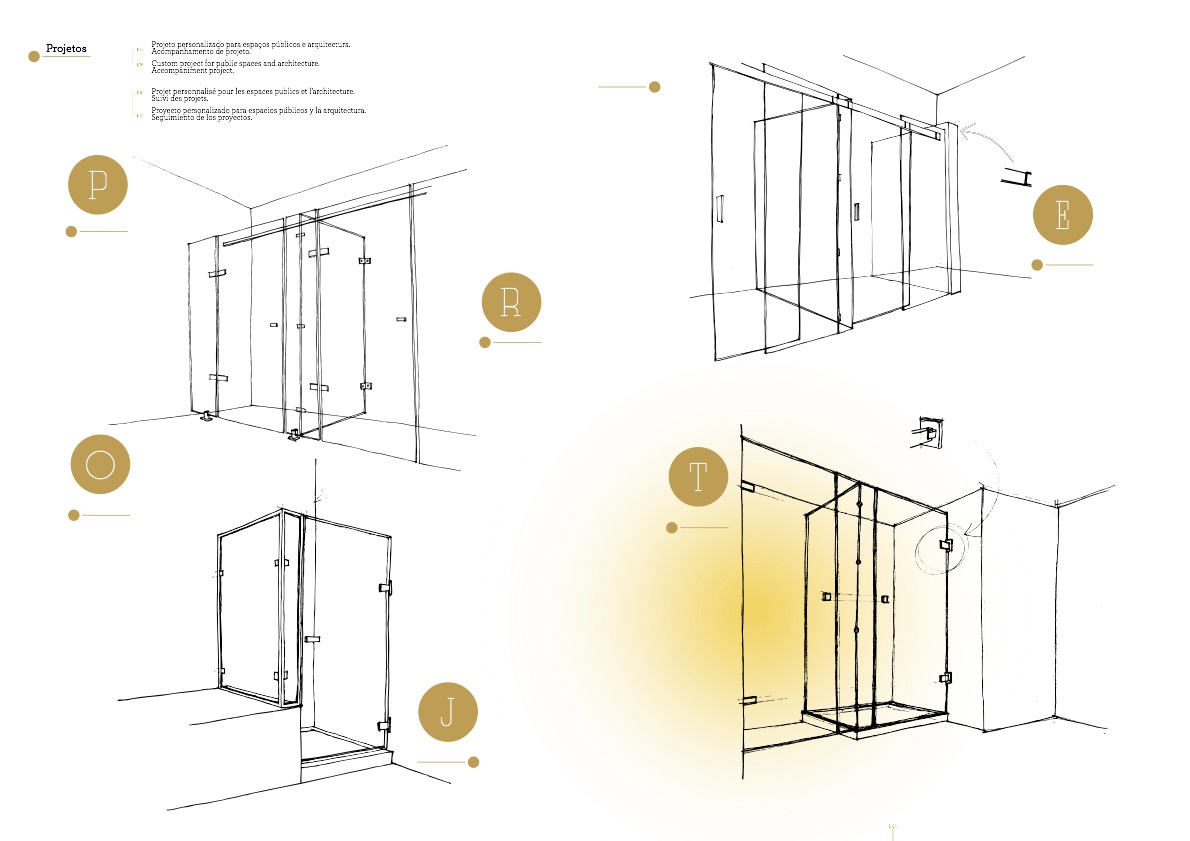 Projetos
PT
Projeto personalizado para espaços públicos e arquitectura.
Acompanhamento de projeto.
EN
Custom project for public spaces and architecture.
Accompaniment project.
FR
Projet personnalisé pour les espaces publics et l'architecture.
Suivi des projets.
ES
Proyecto personalizado para espacios públicos y la arquitectura.
Seguimiento de los proyectos.
P
R
O
J
E
T